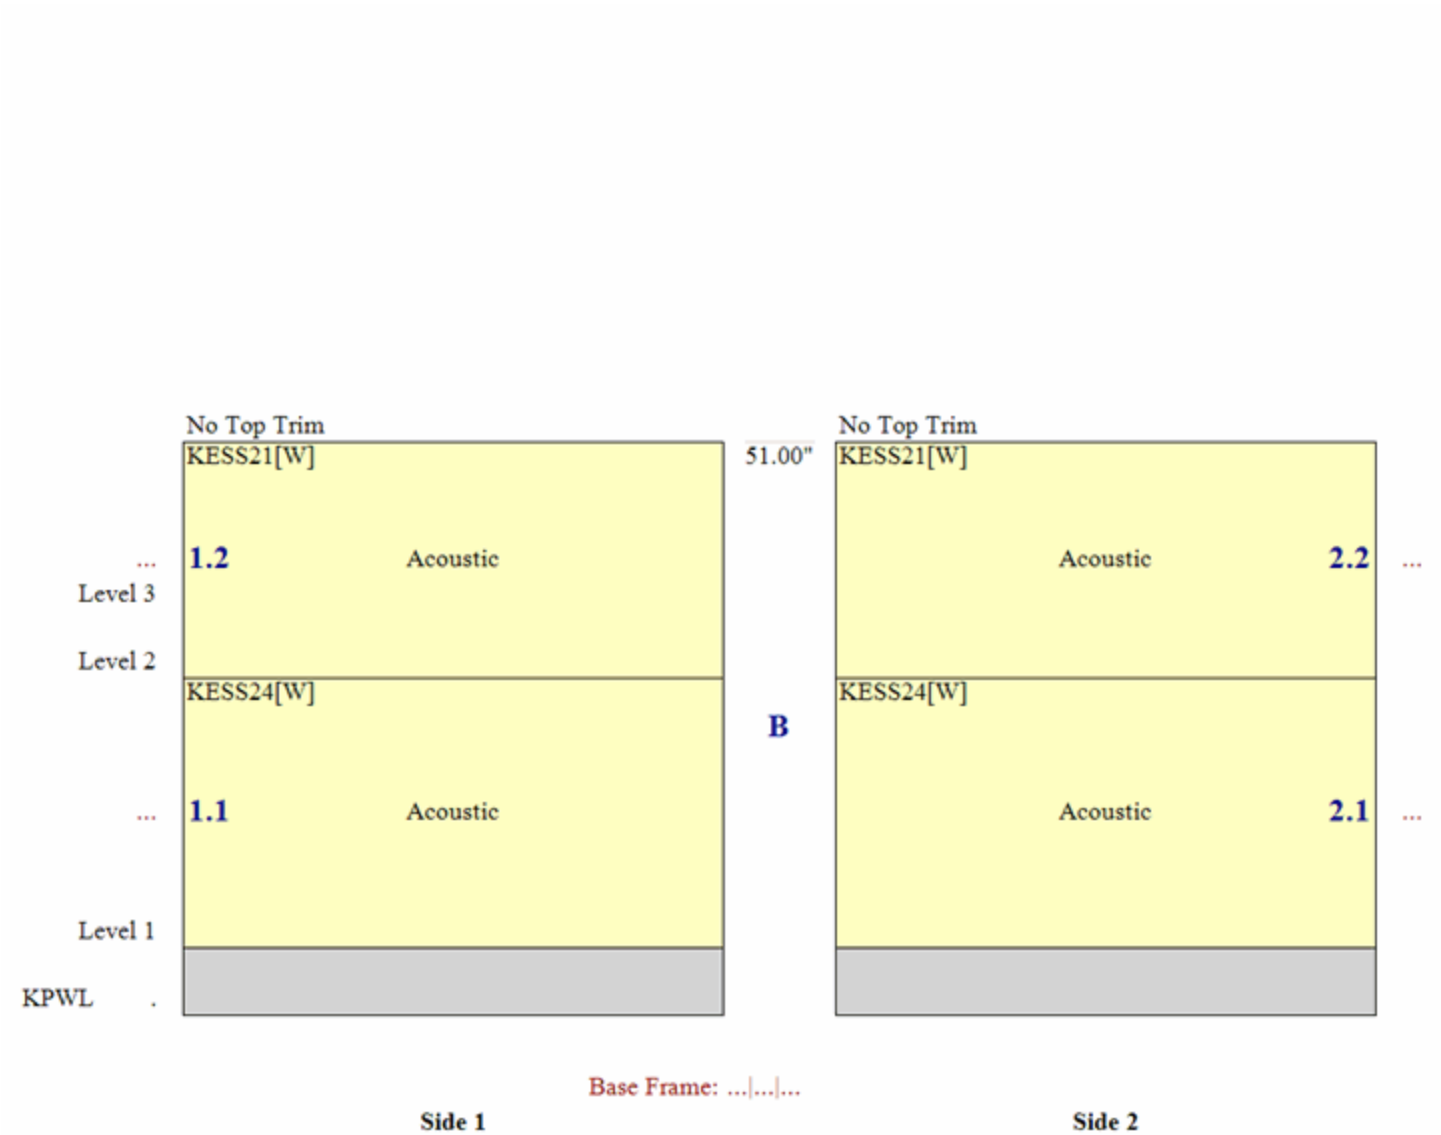 No Top Trim
No Top Trim
KESS21[W]
51.00"
KESS21[W]
... 1.2 Acoustic
Acoustic 2.2 ...
Level 3
Level 2
KESS24[W]
KESS24[W]
B
... 1.1 Acoustic
Acoustic 2.1 ...
Level 1
KPWL .
Base Frame: ...|...|...
Side 1
Side 2